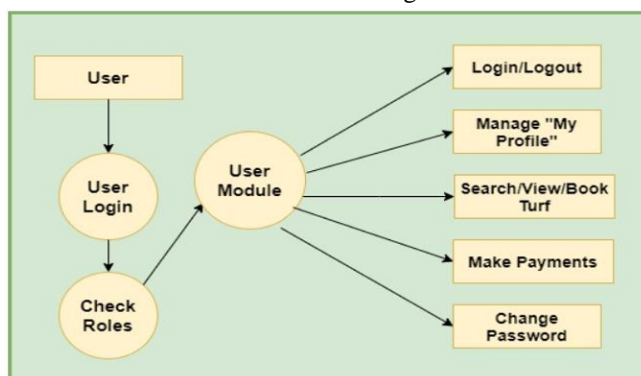 User
User
Login
Check
Roles
User
Module
Login/Logout
Manage "My
Profile"
Search/View/Book
Turf
Make Payments
Change
Password